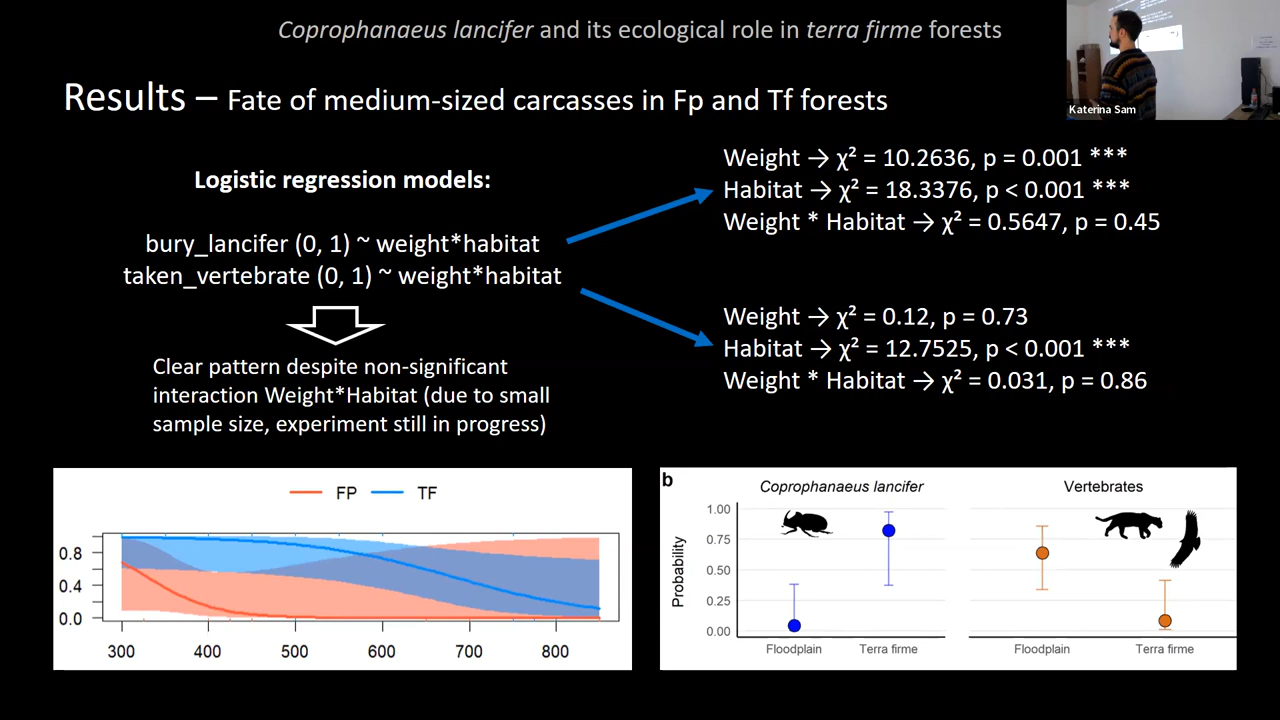 Coprophanaeus lancifer and its ecological role in terra firme forests
Katerina Sam
Results – Fate of medium-sized carcasses in Fp and Tf forests
Logistic regression models:
bury_lancifer (0, 1) ~ weight*habitat
taken_vertebrate (0, 1) ~ weight*habitat
Clear pattern despite non-significant
interaction Weight*Habitat (due to small
sample size, experiment still in progress)
Weight → χ² = 10.2636, p = 0.001 ***
Habitat → χ² = 18.3376, p < 0.001 ***
Weight * Habitat → χ² = 0.5647, p = 0.45
Weight → χ² = 0.12, p = 0.73
Habitat → χ² = 12.7525, p < 0.001 ***
Weight * Habitat → χ² = 0.031, p = 0.86
FP TF
0.8
0.4
0.0
300 400 500 600 700 800
b
Coprophanaeus lancifer Vertebrates
Probability
1.00
0.75
0.50
0.25
0.00
Floodplain Terra firme Floodplain Terra firme